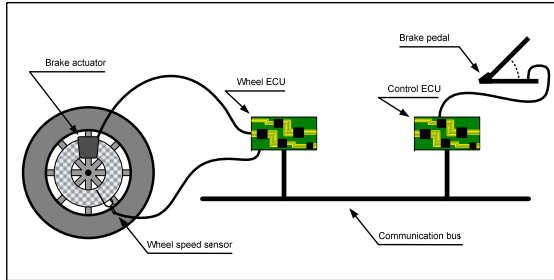 Brake pedal
Brake actuator
Wheel ECU
Control ECU
Wheel speed sensor
Communication bus